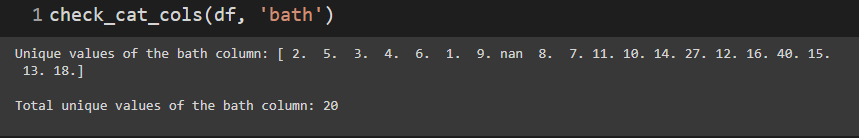 1 check_cat_cols(df, 'bath')
Unique values of the bath column: [ 2.  5.  3.  4.  6.  1.  9. nan  8.  7. 11. 10. 14. 27. 12. 16. 40. 15.
 13. 18.]
Total unique values of the bath column: 20